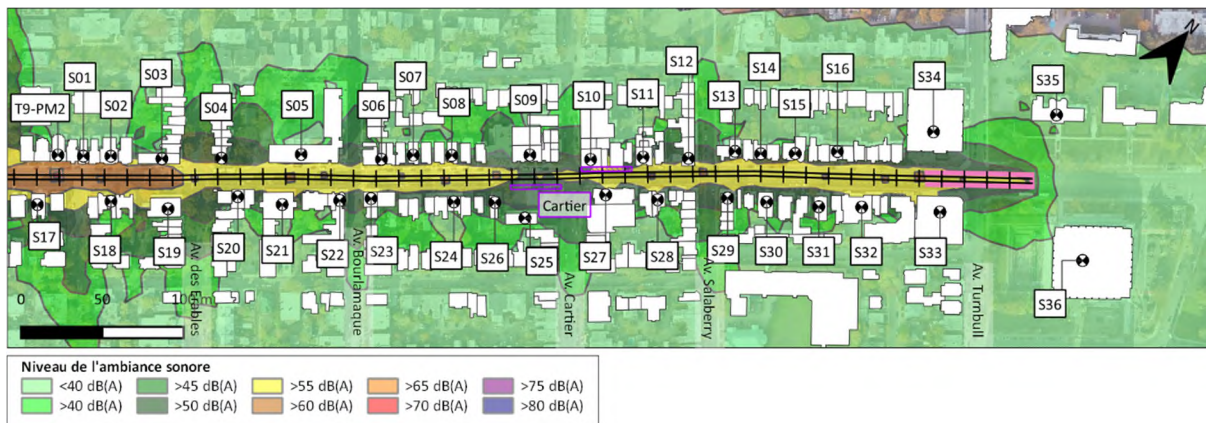 N
S12
S07
S14
S01
S03
S16
S34
S35
S10
S11
S13
T9-PM2
S02
S04
S05
S06
S08
S09
S15
Cartier
S17
S18
S19
S20
S21
S22
S23
S24
S26
S25
S27
S28
S29
S30
S31
S32
S33
S36
Av. des Érables
Av. Bourlamaque
Av. Cartier
Av. Salaberry
Av. Turnbull
0 50 100 m
Niveau de l'ambiance sonore
<40 dB(A) >45 dB(A) >55 dB(A) >65 dB(A) >75 dB(A)
>40 dB(A) >50 dB(A) >60 dB(A) >70 dB(A) >80 dB(A)